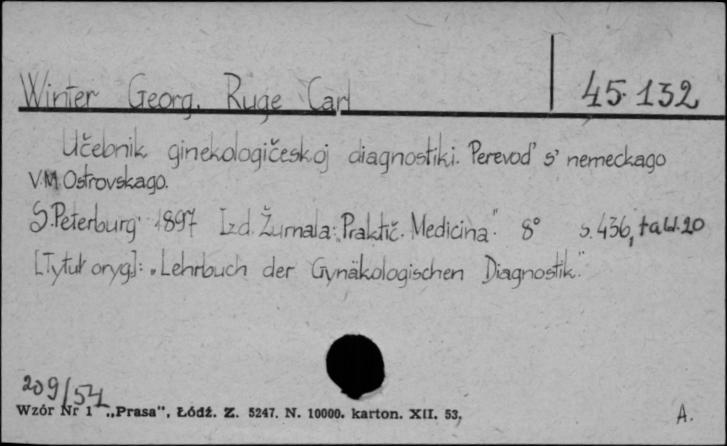 Winter Georg. Ruge Carl
45.132
Učebnik ginekologičeskoj diagnostiki. Perevod' s' nemeckago
V.M Ostrovskago.
S.Peterburg' 1897 Izd. Žurnala: „Praktič. Medicina". 8° s. 436, tabl. 20
[Tytuł oryg]: „Lehrbuch der Gynäkologischen Diagnostik."
209/54
Wzór Nr 1 „Prasa", Łódź. Z. 5247. N. 10000. karton. XII. 53.
A.